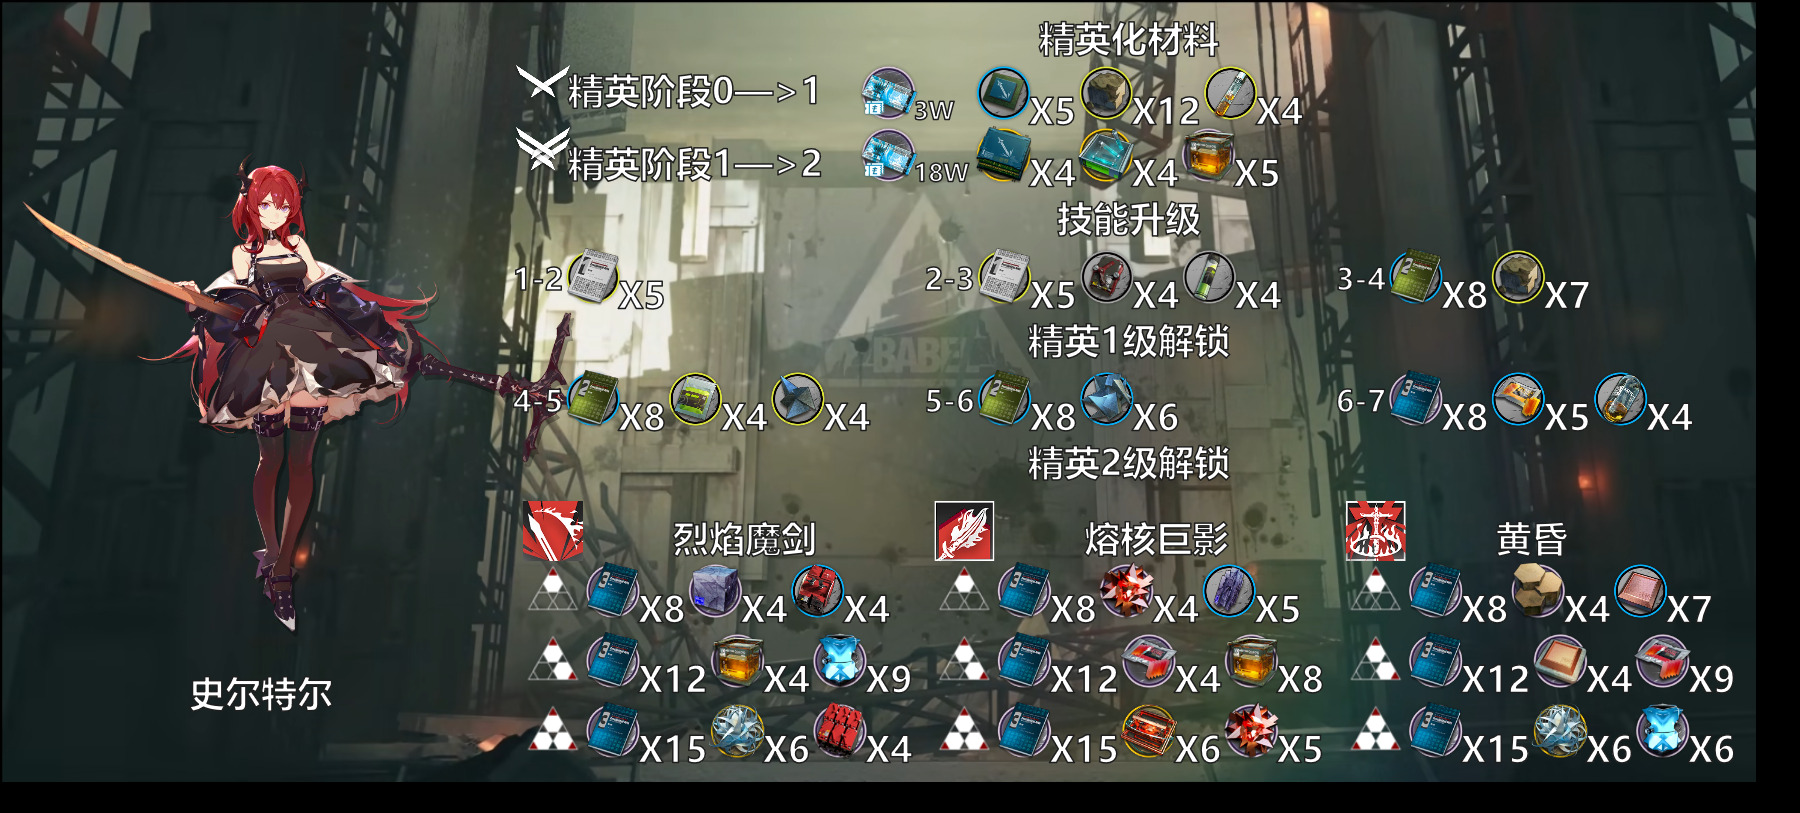 精英化材料
精英阶段0—>1 3W X5 X12 X4
精英阶段1—>2 18W X4 X4 X5
技能升级
1-2 X5 2-3 X5 X4 X4 3-4 X8 X7
精英1级解锁
BABEL
4-5 X8 X4 X4 5-6 X8 X6 6-7 X8 X5 X4
精英2级解锁
烈焰魔剑 熔核巨影 黄昏
X8 X4 X4 X8 X4 X5 X8 X4 X7
X12 X4 X9 X12 X4 X8 X12 X4 X9
史尔特尔
X15 X6 X4 X15 X6 X5 X15 X6 X6